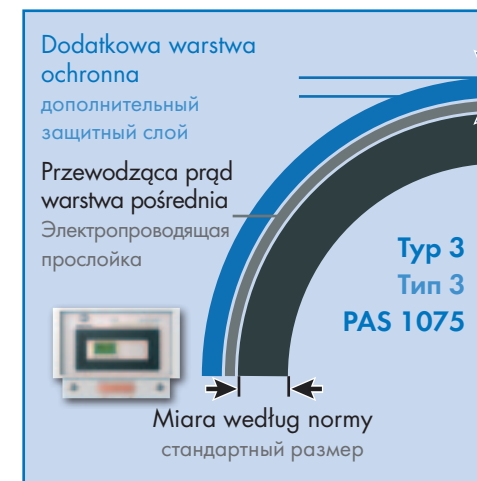 Dodatkowa warstwa
ochronna
дополнительный
защитный слой
Przewodząca prąd
warstwa pośrednia
Электропроводящая
прослойка
Typ 3
Тип 3
PAS 1075
Miara według normy
стандартный размер